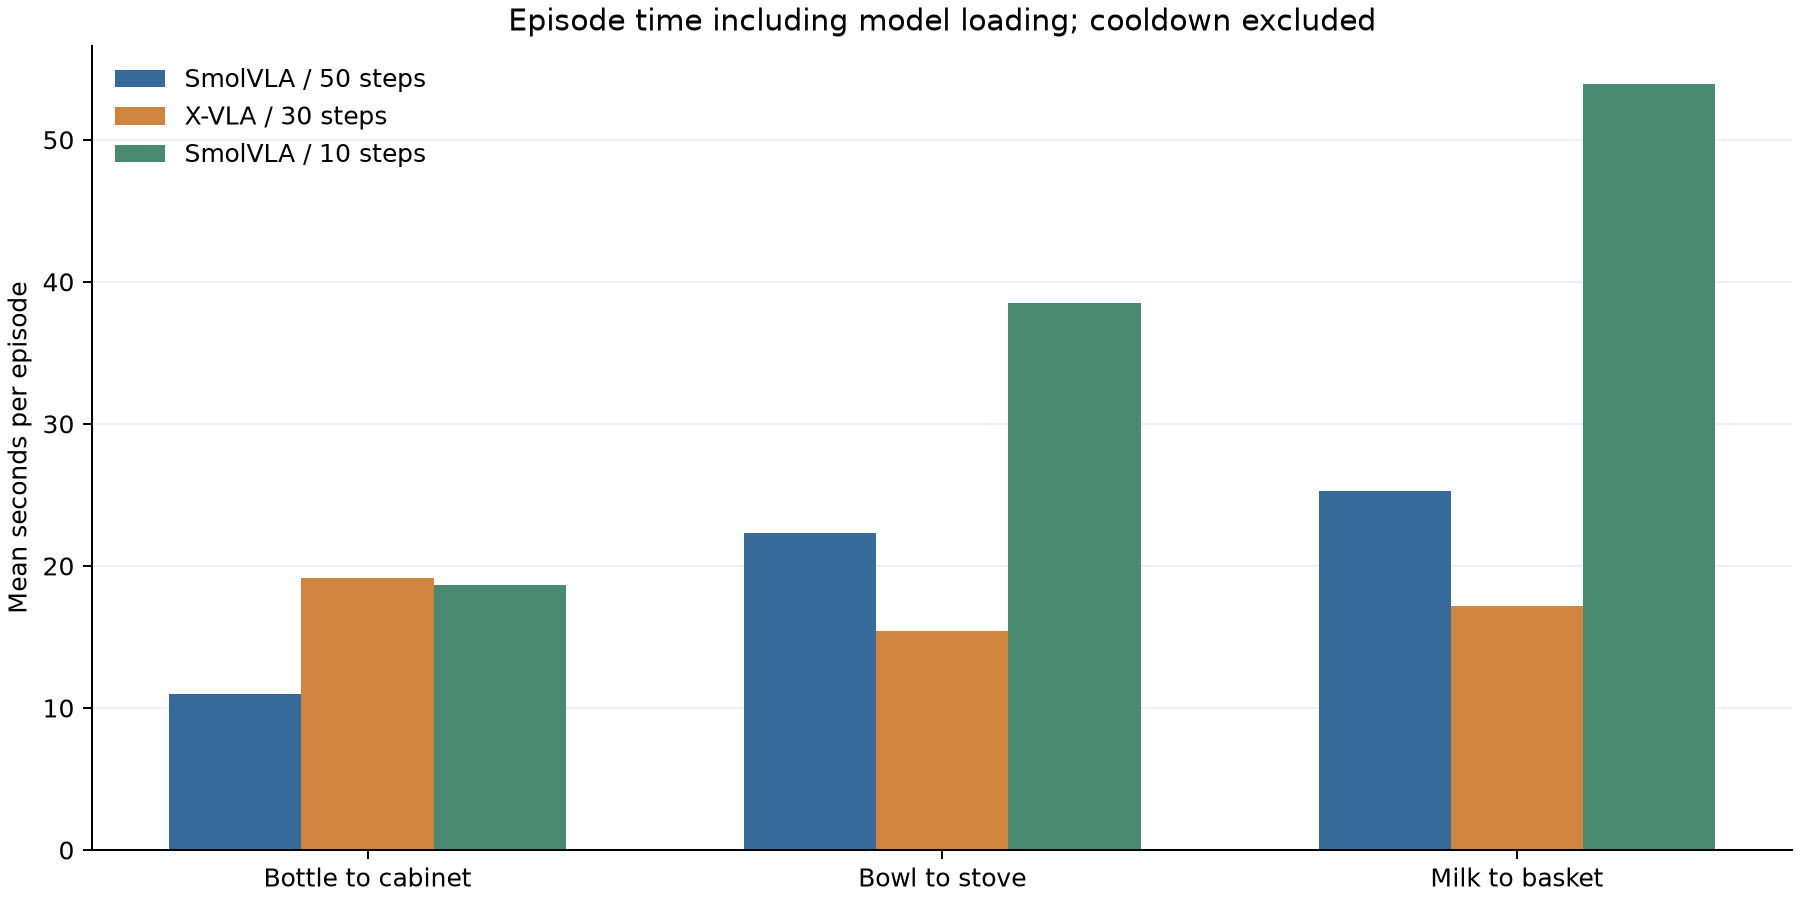 Episode time including model loading; cooldown excluded
SmolVLA / 50 steps
X-VLA / 30 steps
SmolVLA / 10 steps
Mean seconds per episode
50
40
30
20
10
0
Bottle to cabinet
Bowl to stove
Milk to basket